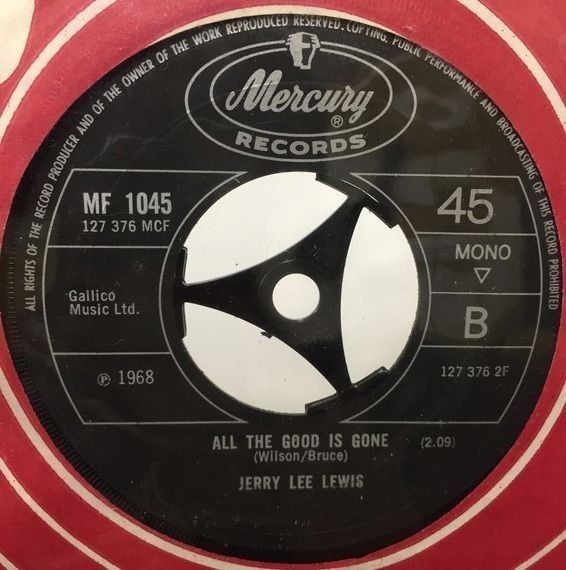 ALL RIGHTS OF THE RECORD PRODUCER AND OF THE OWNER OF THE WORK REPRODUCED RESERVED. COPYING, PUBLIC PERFORMANCE AND BROADCASTING OF THIS RECORD PROHIBITED
Mercury
®
RECORDS
MF 1045
127 376 MCF
45
MONO
B
Gallico
Music Ltd.
127 376 2F
℗ 1968
ALL THE GOOD IS GONE (2.09)
(Wilson/Bruce)
JERRY LEE LEWIS